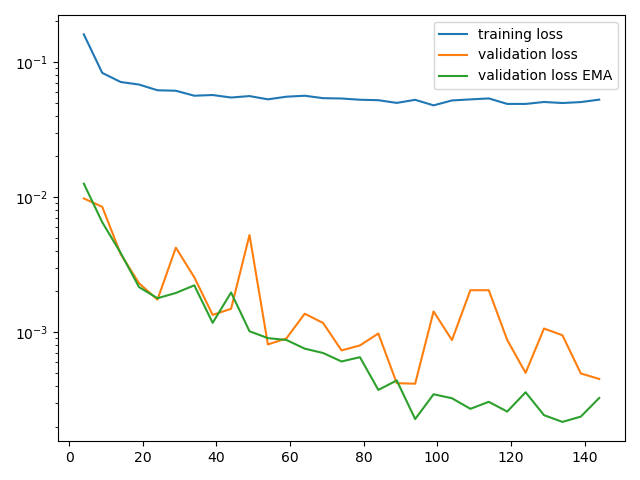 training loss
validation loss
validation loss EMA
10⁻¹
10⁻²
10⁻³
0 20 40 60 80 100 120 140